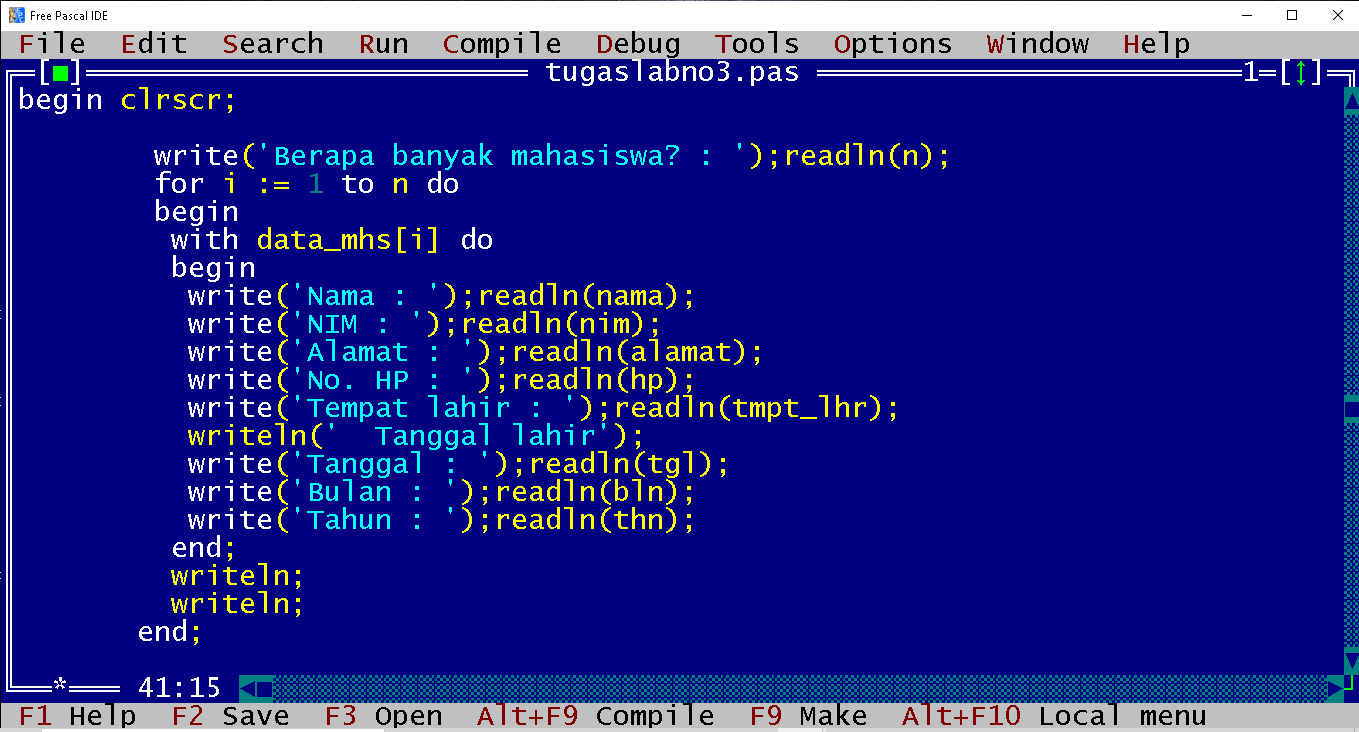 Free Pascal IDE
File Edit Search Run Compile Debug Tools Options Window Help
[■] tugaslabno3.pas 1=[↕]
begin clrscr;
write('Berapa banyak mahasiswa? : ');readln(n);
for i := 1 to n do
begin
with data_mhs[i] do
begin
write('Nama : ');readln(nama);
write('NIM : ');readln(nim);
write('Alamat : ');readln(alamat);
write('No. HP : ');readln(hp);
write('Tempat lahir : ');readln(tmpt_lhr);
writeln('  Tanggal lahir');
write('Tanggal : ');readln(tgl);
write('Bulan : ');readln(bln);
write('Tahun : ');readln(thn);
end;
writeln;
writeln;
end;
* 41:15
F1 Help F2 Save F3 Open Alt+F9 Compile F9 Make Alt+F10 Local menu